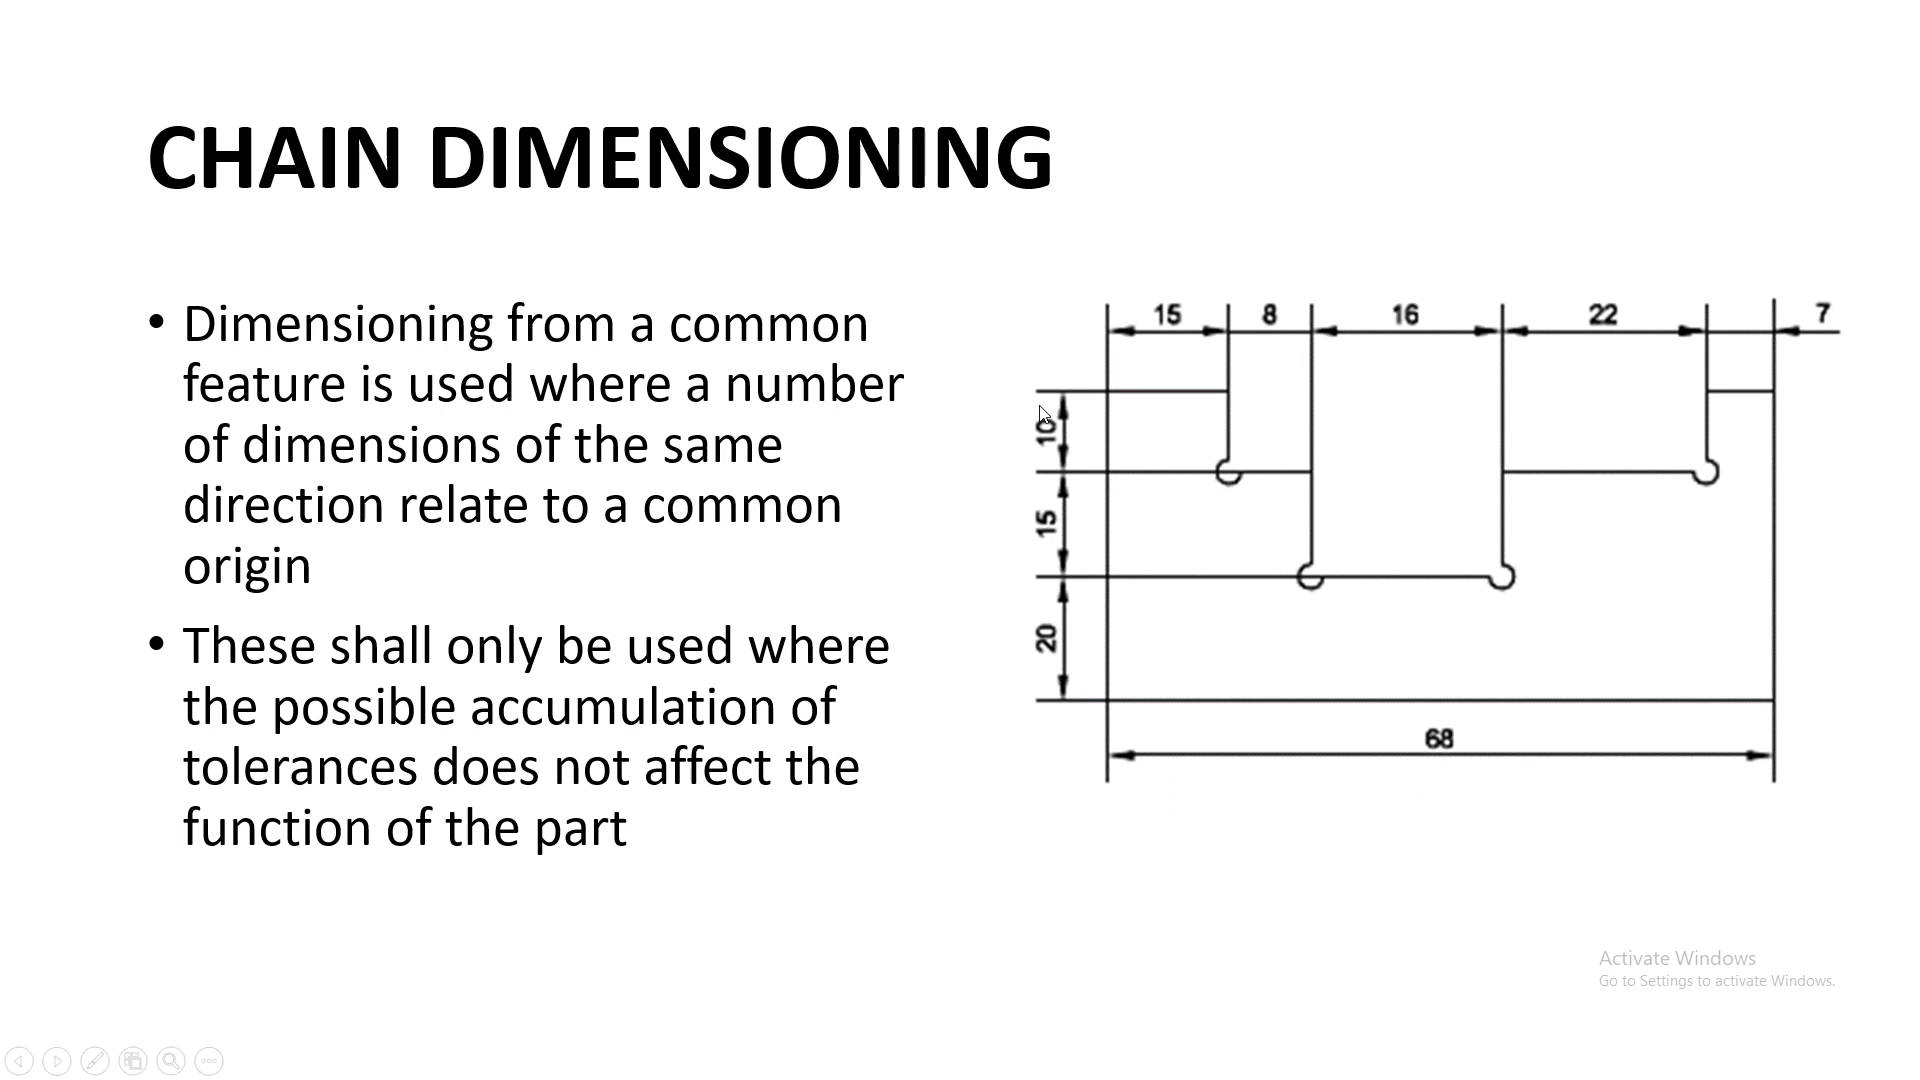 CHAIN DIMENSIONING
• Dimensioning from a common
feature is used where a number
of dimensions of the same
direction relate to a common
origin
• These shall only be used where
the possible accumulation of
tolerances does not affect the
function of the part
15 8 16 22 7
10
15
20
68
Activate Windows
Go to Settings to activate Windows.